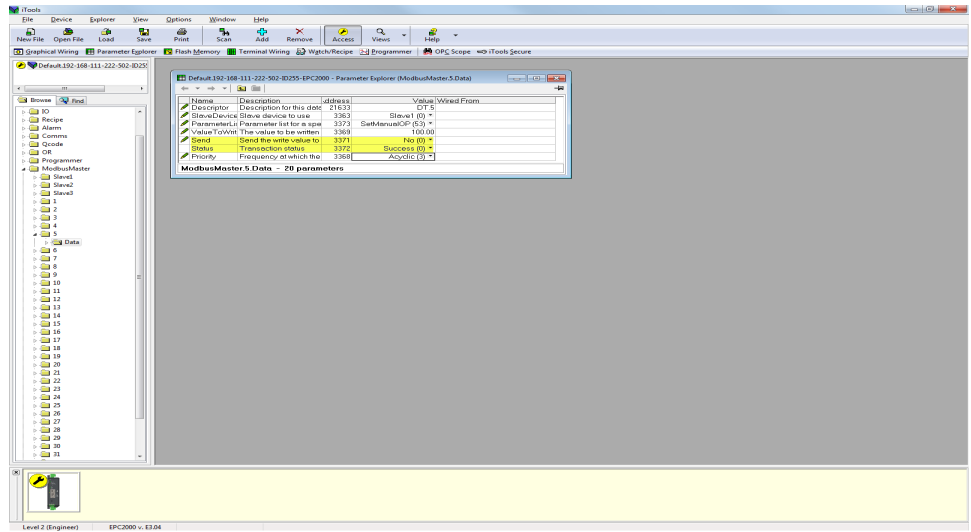 iTools
File Device Explorer View Options Window Help
New File Open File Load Save Print Scan Add Remove Access Views Help
Graphical Wiring Parameter Explorer Flash Memory Terminal Wiring Watch/Recipe Programmer OPC Scope iTools Secure
Default.192-168-111-222-502-ID255
Browse Find
IO
Recipe
Alarm
Comms
Qcode
OR
Programmer
ModbusMaster
Slave1
Slave2
Slave3
1
2
3
4
5
Data
6
7
8
9
10
11
12
13
14
15
16
17
18
19
20
21
22
23
24
25
26
27
28
29
30
31
Default.192-168-111-222-502-ID255-EPC2000 - Parameter Explorer (ModbusMaster.5.Data)
Name Description ddress Value Wired From
Descriptor Description for this date 21633 DT.5
SlaveDevice Slave device to use 3363 Slave1 (0)
ParameterLis Parameter list for a spe 3373 SetManualOP (53)
ValueToWrit The value to be written 3369 100.00
Send Send the write value to 3371 No (0)
Status Transaction status 3372 Success (0)
Priority Frequency at which the 3368 Acyclic (3)
ModbusMaster.5.Data - 20 parameters
Level 2 (Engineer) EPC2000 v. E3.04